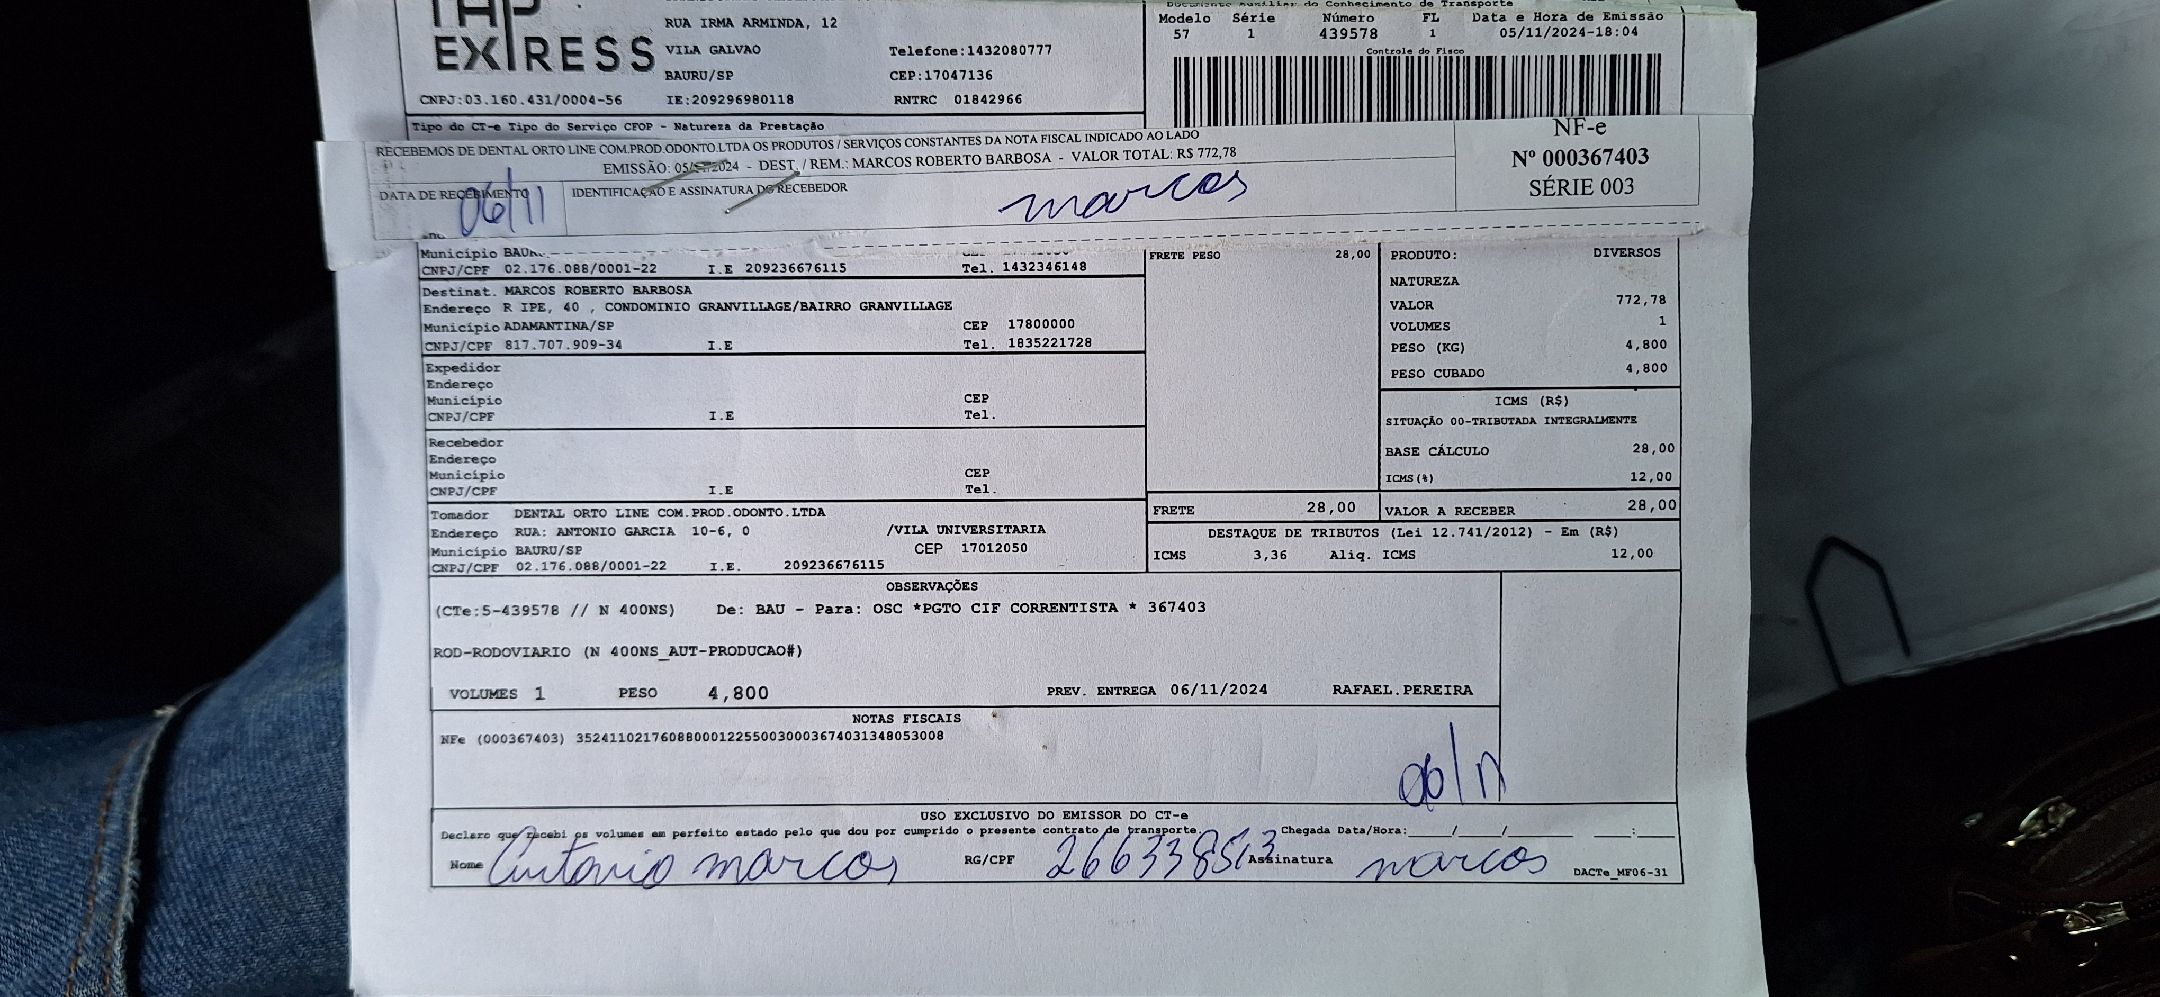 EXPRESS
RUA IRMA ARMINDA, 12
VILA GALVAO Telefone:1432080777
BAURU/SP CEP:17047136
CNPJ:03.160.431/0004-56 IE:209296980118 RNTRC 01842966
Documento Auxiliar do Conhecimento de Transporte
Modelo Série Número FL Data e Hora de Emissão
57 1 439578 1 05/11/2024-18:04
Controle do Fisco
Tipo do CT-e Tipo do Serviço CFOP - Natureza da Prestação
RECEBEMOS DE DENTAL ORTO LINE COM.PROD.ODONTO.LTDA OS PRODUTOS / SERVIÇOS CONSTANTES DA NOTA FISCAL INDICADO AO LADO
EMISSÃO: 05/ 2024 - DEST. / REM.: MARCOS ROBERTO BARBOSA - VALOR TOTAL: R$ 772,78
DATA DE RECEBIMENTO IDENTIFICAÇÃO E ASSINATURA DO RECEBEDOR
06/11 marcos
NF-e
Nº 000367403
SÉRIE 003
Município
CNPJ/CPF 02.176.088/0001-22 I.E 209236676115 Tel. 1432346148
Destinat. MARCOS ROBERTO BARBOSA
Endereço R IPE, 40 , CONDOMINIO GRANVILLAGE/BAIRRO GRANVILLAGE
Município ADAMANTINA/SP CEP 17800000
CNPJ/CPF 817.707.909-34 I.E Tel. 1835221728
Expedidor
Endereço
Município CEP
CNPJ/CPF I.E Tel.
Recebedor
Endereço
Município CEP
CNPJ/CPF I.E Tel.
Tomador DENTAL ORTO LINE COM.PROD.ODONTO.LTDA
Endereço RUA: ANTONIO GARCIA 10-6, 0 /VILA UNIVERSITARIA
Município BAURU/SP CEP 17012050
CNPJ/CPF 02.176.088/0001-22 I.E. 209236676115
FRETE PESO 28,00
PRODUTO: DIVERSOS
NATUREZA
VALOR 772,78
VOLUMES 1
PESO (KG) 4,800
PESO CUBADO 4,800
ICMS (R$)
SITUAÇÃO 00-TRIBUTADA INTEGRALMENTE
BASE CÁLCULO 28,00
ICMS(%) 12,00
FRETE 28,00 VALOR A RECEBER 28,00
DESTAQUE DE TRIBUTOS (Lei 12.741/2012) - Em (R$)
ICMS 3,36 Aliq. ICMS 12,00
OBSERVAÇÕES
(CTe:5-439578 // N 400NS) De: BAU - Para: OSC *PGTO CIF CORRENTISTA * 367403
ROD-RODOVIARIO (N 400NS_AUT-PRODUCAO#)
VOLUMES 1 PESO 4,800 PREV. ENTREGA 06/11/2024 RAFAEL.PEREIRA
NOTAS FISCAIS
NFe (000367403) 35241102176088000122550030003674031348053008
06/11
USO EXCLUSIVO DO EMISSOR DO CT-e
Declaro que recebi os volumes em perfeito estado pelo que dou por cumprido o presente contrato de transporte. Chegada Data/Hora:____/____/______ ____:____
Nome Antonio marcos RG/CPF 266338513 Assinatura marcos DACTe_MF06-31